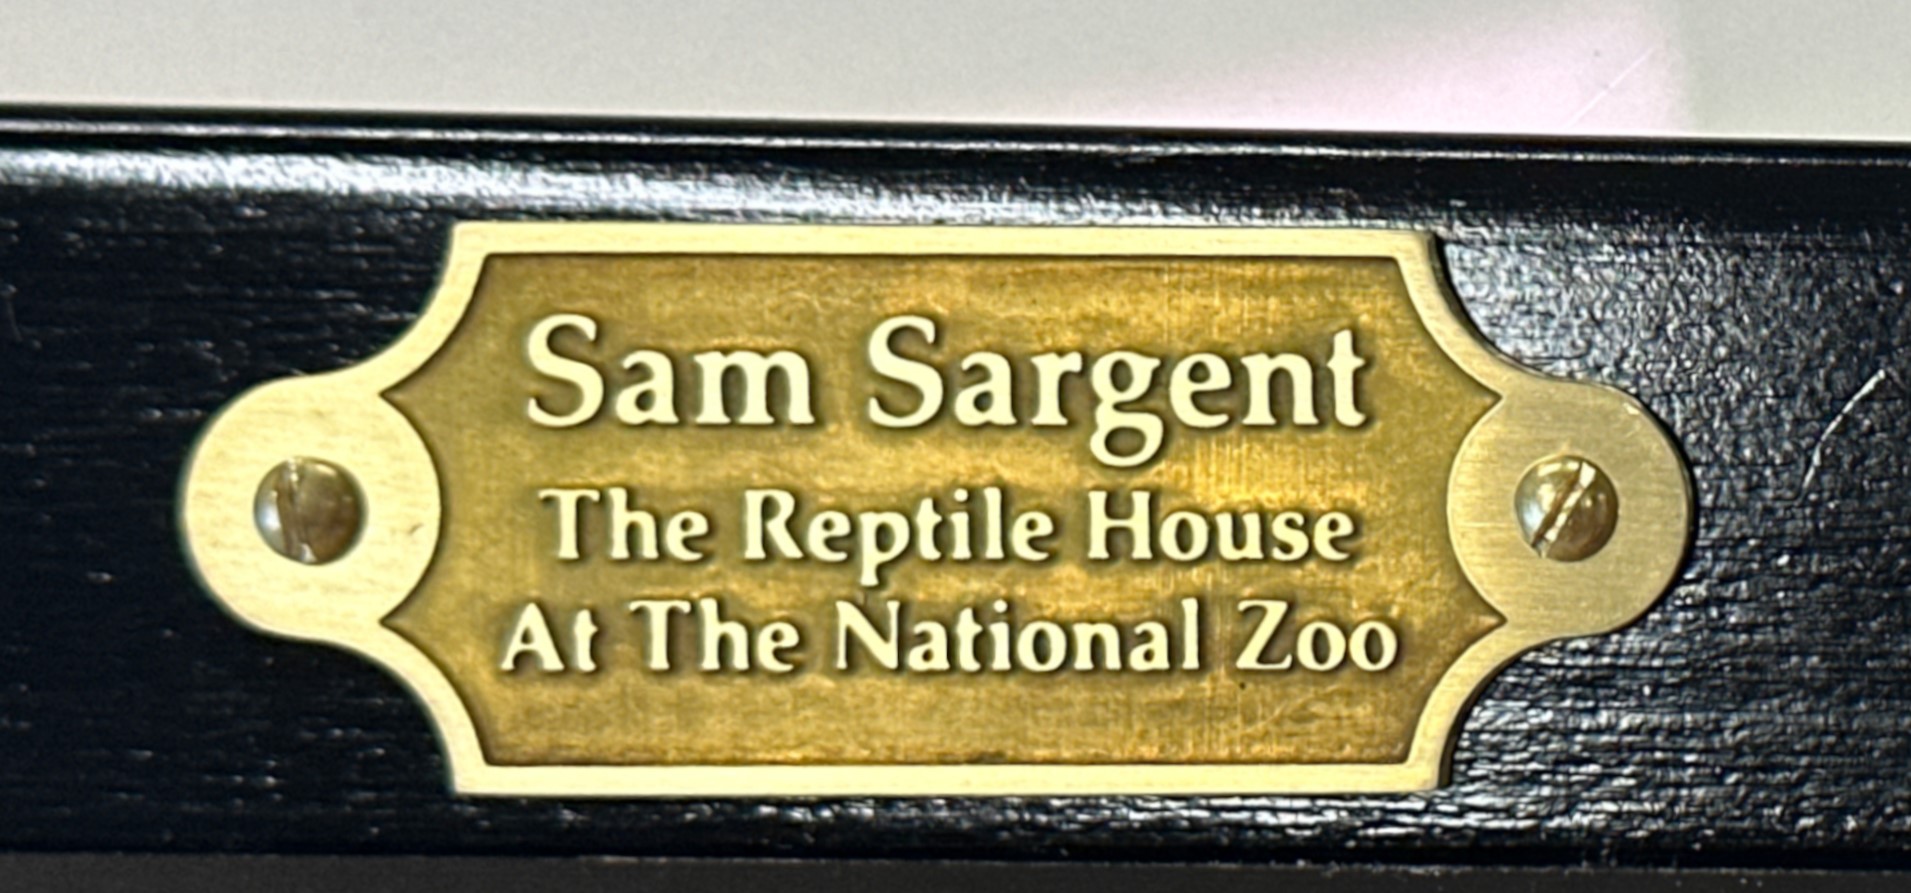 Sam Sargent
The Reptile House
At The National Zoo